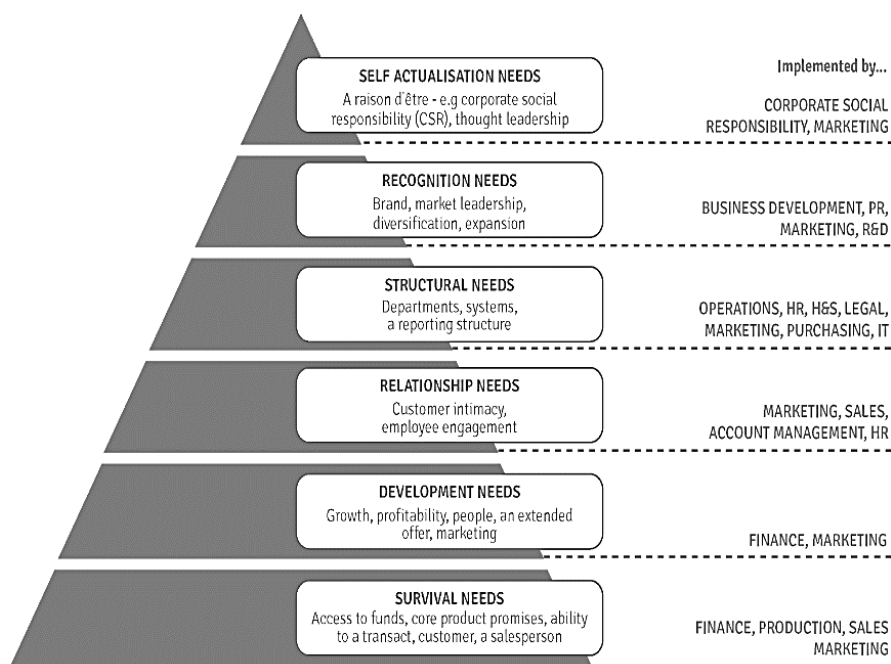 Implemented by...
SELF ACTUALISATION NEEDS
A raison d'être - e.g corporate social
responsibility (CSR), thought leadership
CORPORATE SOCIAL
RESPONSIBILITY, MARKETING
RECOGNITION NEEDS
Brand, market leadership,
diversification, expansion
BUSINESS DEVELOPMENT, PR,
MARKETING, R&D
STRUCTURAL NEEDS
Departments, systems,
a reporting structure
OPERATIONS, HR, H&S, LEGAL,
MARKETING, PURCHASING, IT
RELATIONSHIP NEEDS
Customer intimacy,
employee engagement
MARKETING, SALES,
ACCOUNT MANAGEMENT, HR
DEVELOPMENT NEEDS
Growth, profitability, people, an extended
offer, marketing
FINANCE, MARKETING
SURVIVAL NEEDS
Access to funds, core product promises, ability
to a transact, customer, a salesperson
FINANCE, PRODUCTION, SALES
MARKETING